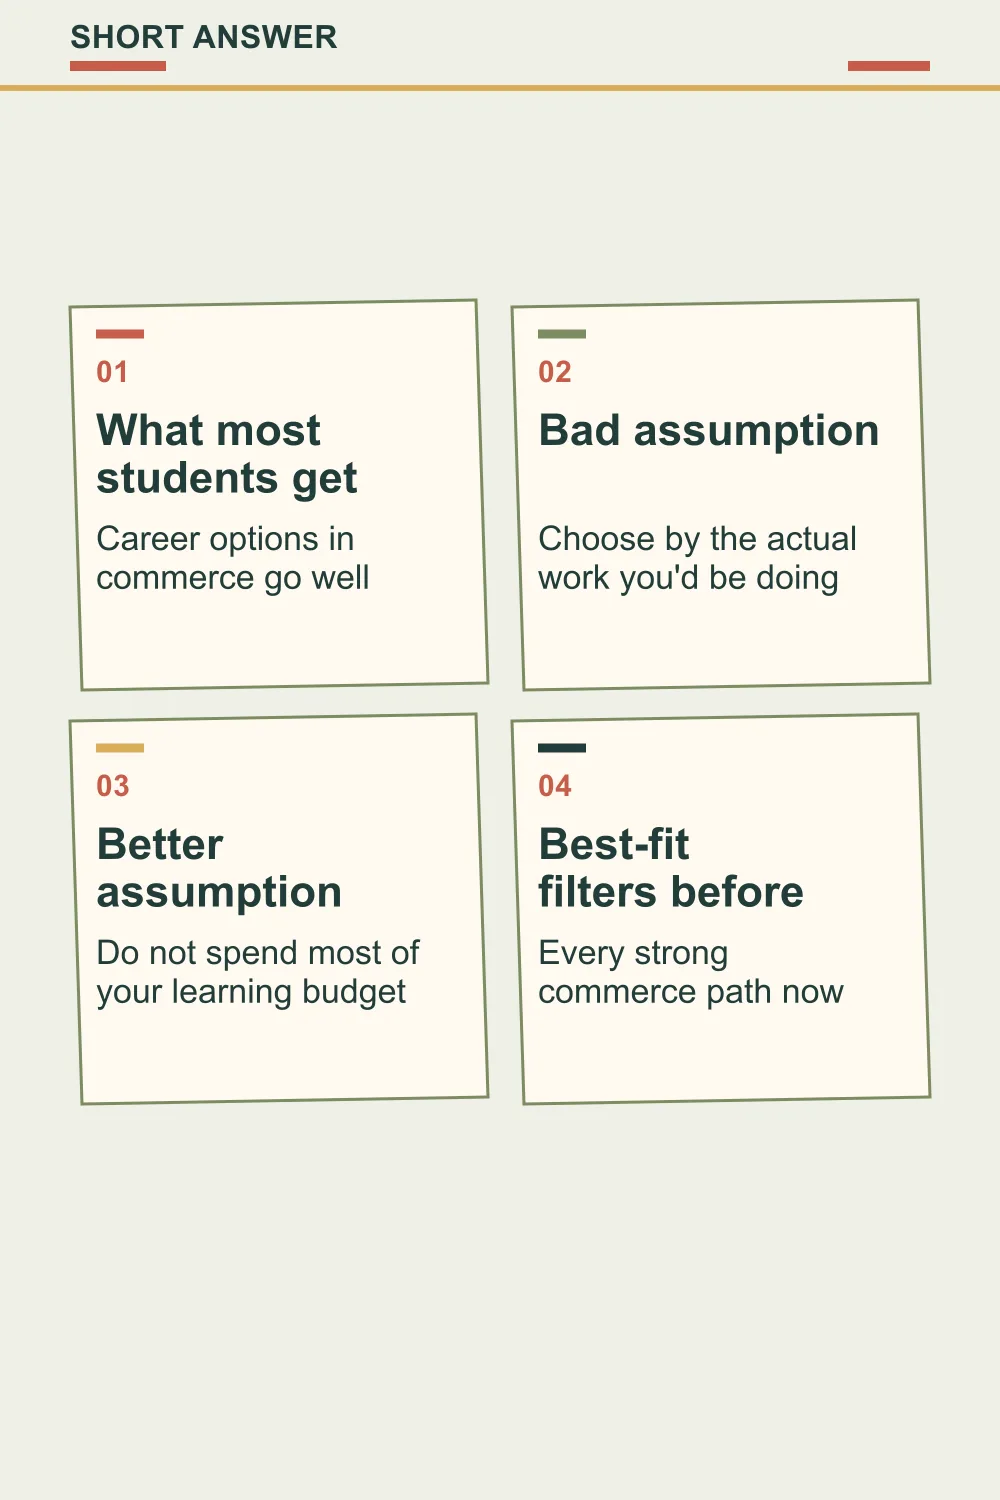 SHORT ANSWER
01
What most
students get
Career options in
commerce go well
02
Bad assumption
Choose by the actual
work you'd be doing
03
Better
assumption
Do not spend most of
your learning budget
04
Best-fit
filters before
Every strong
commerce path now